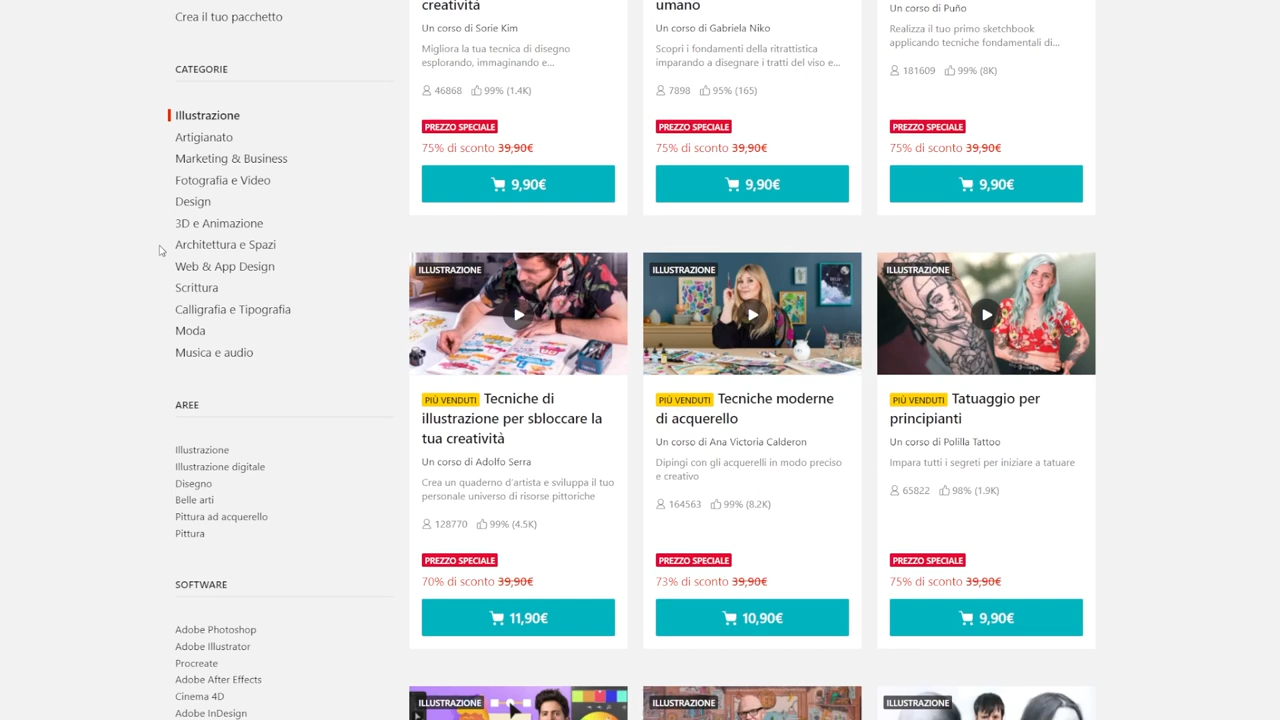 Crea il tuo pacchetto
CATEGORIE
Illustrazione
Artigianato
Marketing & Business
Fotografia e Video
Design
3D e Animazione
Architettura e Spazi
Web & App Design
Scrittura
Calligrafia e Tipografia
Moda
Musica e audio
AREE
Illustrazione
Illustrazione digitale
Disegno
Belle arti
Pittura ad acquerello
Pittura
SOFTWARE
Adobe Photoshop
Adobe Illustrator
Procreate
Adobe After Effects
Cinema 4D
Adobe InDesign
creatività
Un corso di Sorie Kim
Migliora la tua tecnica di disegno
esplorando, immaginando e...
46868 99% (1.4K)
PREZZO SPECIALE
75% di sconto 39,90€
9,90€
umano
Un corso di Gabriela Niko
Scopri i fondamenti della ritrattistica
imparando a disegnare i tratti del viso e...
7898 95% (165)
PREZZO SPECIALE
75% di sconto 39,90€
9,90€
Un corso di Puño
Realizza il tuo primo sketchbook
applicando tecniche fondamentali di...
181609 99% (8K)
PREZZO SPECIALE
75% di sconto 39,90€
9,90€
ILLUSTRAZIONE
PIÙ VENDUTI Tecniche di
illustrazione per sbloccare la
tua creatività
Un corso di Adolfo Serra
Crea un quaderno d'artista e sviluppa il tuo
personale universo di risorse pittoriche
128770 99% (4.5K)
PREZZO SPECIALE
70% di sconto 39,90€
11,90€
ILLUSTRAZIONE
PIÙ VENDUTI Tecniche moderne
di acquerello
Un corso di Ana Victoria Calderon
Dipingi con gli acquerelli in modo preciso
e creativo
164563 99% (8.2K)
PREZZO SPECIALE
73% di sconto 39,90€
10,90€
ILLUSTRAZIONE
PIÙ VENDUTI Tatuaggio per
principianti
Un corso di Polilla Tattoo
Impara tutti i segreti per iniziare a tatuare
65822 98% (1.9K)
PREZZO SPECIALE
75% di sconto 39,90€
9,90€
ILLUSTRAZIONE
ILLUSTRAZIONE
ILLUSTRAZIONE